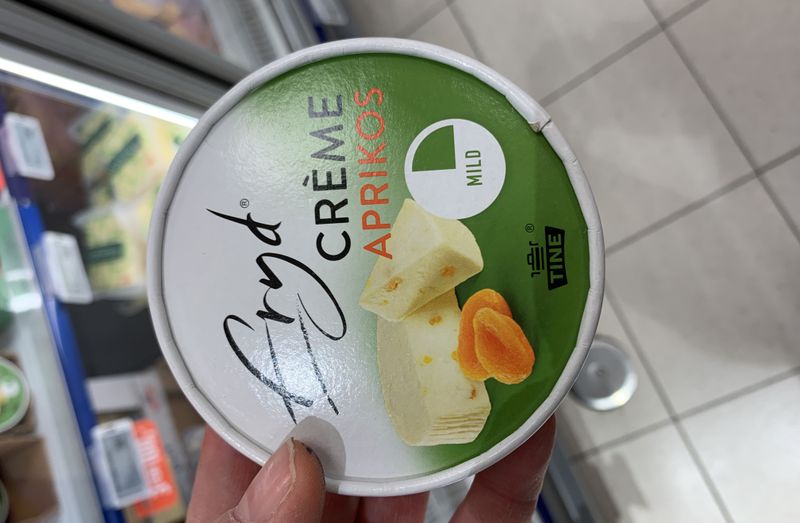 fryd®
CRÈME
APRIKOS
MILD
®
TINE